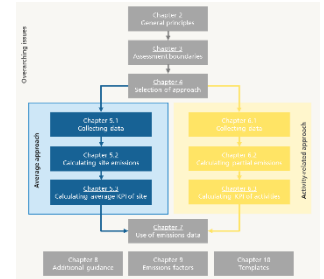 Overarching issues
Chapter 2
General principles
Chapter 3
Assessment boundaries
Chapter 4
Selection of approach
Average approach
Chapter 5.1
Collecting data
Chapter 5.2
Calculating site emissions
Chapter 5.3
Calculating average KPI of site
Chapter 6.1
Collecting data
Chapter 6.2
Calculating
emissions
Chapter 6.3
Calculating KPI of activities
Activity-related approach
Chapter 7
Use of emissions data
Chapter 8
Additional guidance
Chapter 9
Emissions factors
Chapter 10
Templates